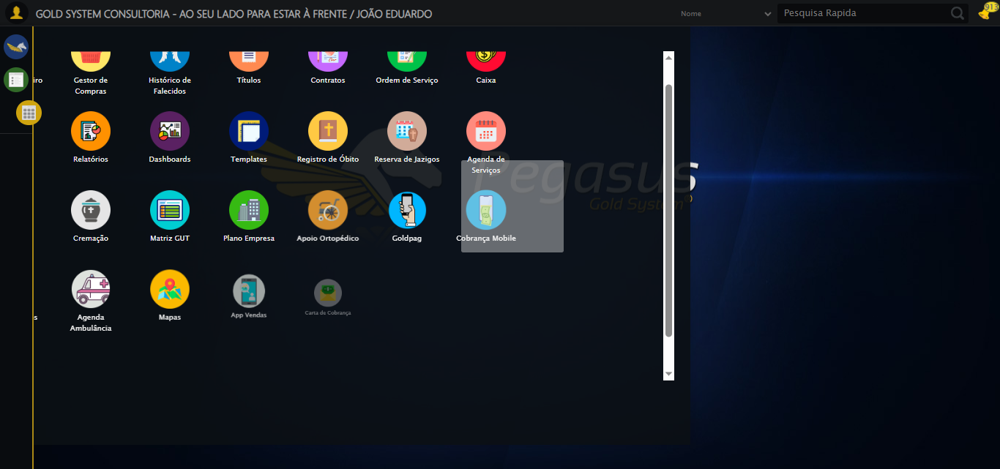 GOLD SYSTEM CONSULTORIA - AO SEU LADO PARA ESTAR À FRENTE / JOÃO EDUARDO
Nome
Pesquisa Rapida
913
iro
Gestor de
Compras
Histórico de
Falecidos
Títulos
Contratos
Ordem de Serviço
Caixa
Relatórios
Dashboards
Templates
Registro de Óbito
Reserva de Jazigos
Agenda de
Serviços
Pegasus
Gold System®
Cremação
Matriz GUT
Plano Empresa
Apoio Ortopédico
Goldpag
Cobrança Mobile
s
Agenda
Ambulância
Mapas
App Vendas
Carta de Cobrança